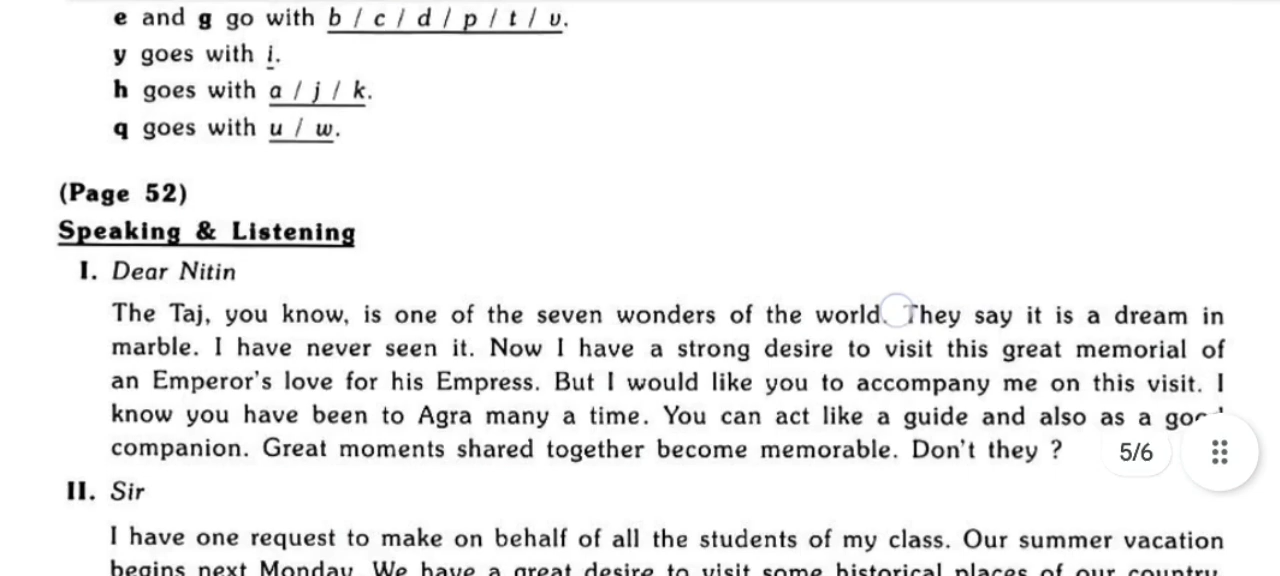 e and g go with b / c / d / p / t / v.
y goes with i.
h goes with a / j / k.
q goes with u / w.
(Page 52)
Speaking & Listening
I. Dear Nitin
The Taj, you know, is one of the seven wonders of the world. They say it is a dream in
marble. I have never seen it. Now I have a strong desire to visit this great memorial of
an Emperor's love for his Empress. But I would like you to accompany me on this visit. I
know you have been to Agra many a time. You can act like a guide and also as a good
companion. Great moments shared together become memorable. Don't they ?
5/6
II. Sir
I have one request to make on behalf of all the students of my class. Our summer vacation
begins next Monday. We have a great desire to visit some historical places of our country.